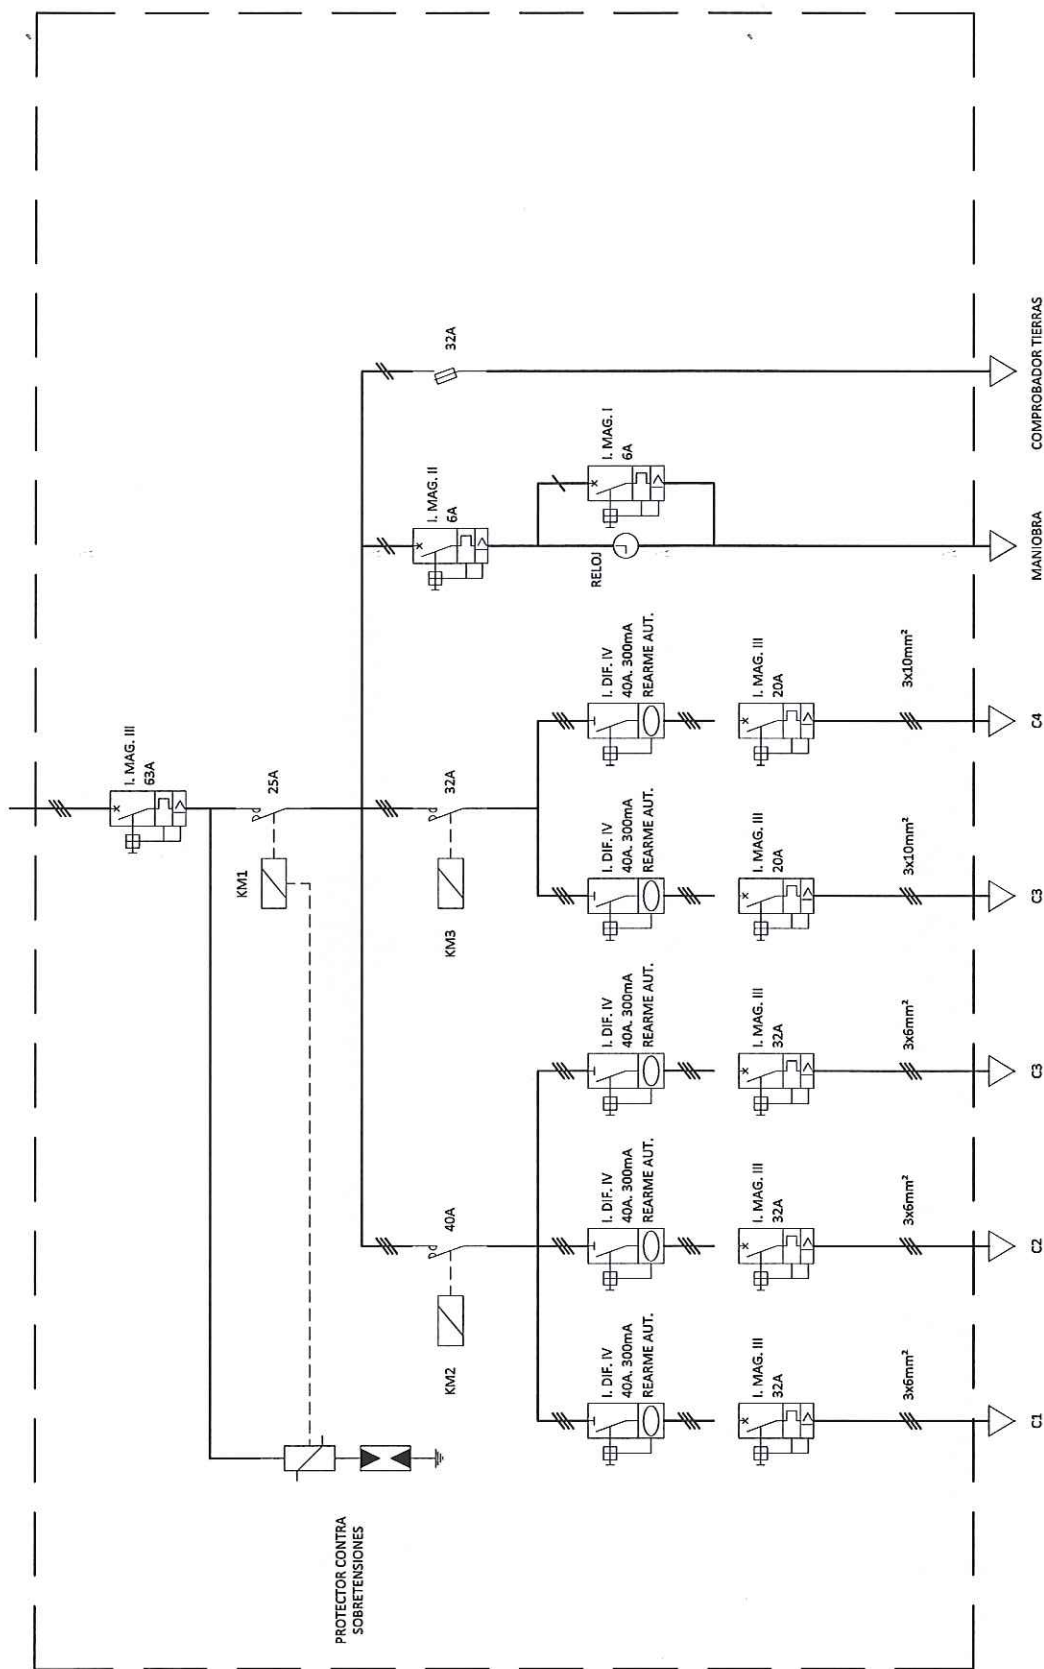 I. MAG. III
63A
KM1
25A
PROTECTOR CONTRA
SOBRETENSIONES
KM2
40A
KM3
32A
I. MAG. II
6A
32A
I. DIF. IV
40A. 300mA
REARME AUT.
I. DIF. IV
40A. 300mA
REARME AUT.
I. DIF. IV
40A. 300mA
REARME AUT.
I. DIF. IV
40A. 300mA
REARME AUT.
I. DIF. IV
40A. 300mA
REARME AUT.
RELOJ
I. MAG. I
6A
I. MAG. III
32A
I. MAG. III
32A
I. MAG. III
32A
I. MAG. III
20A
I. MAG. III
20A
3x6mm²
3x6mm²
3x6mm²
3x10mm²
3x10mm²
C1
C2
C3
C3
C4
MANIOBRA
COMPROBADOR TIERRAS